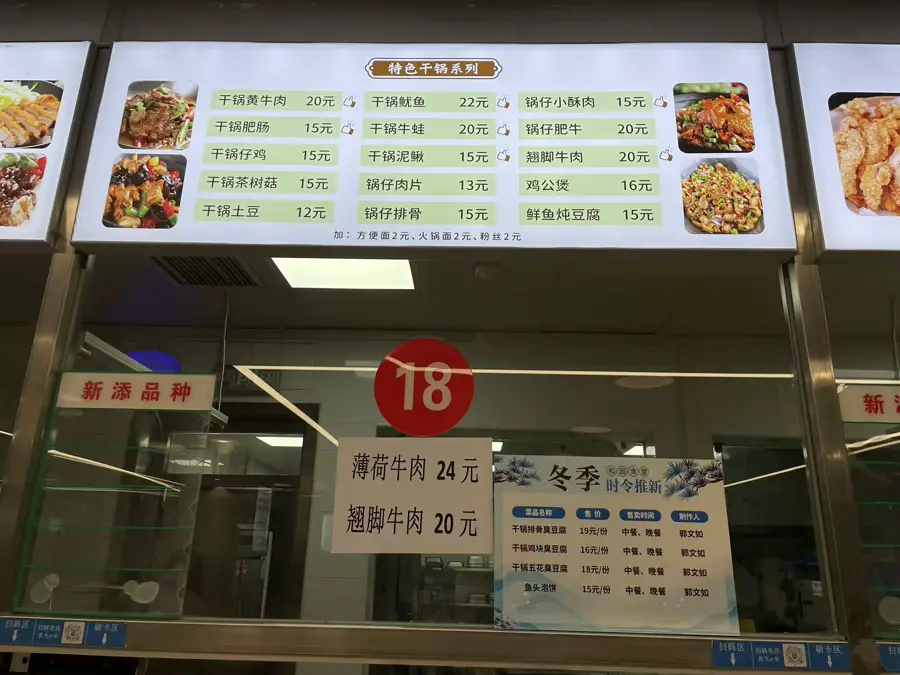 特色干锅系列
干锅黄牛肉 20元
干锅肥肠 15元
干锅仔鸡 15元
干锅茶树菇 15元
干锅土豆 12元
干锅鱿鱼 22元
干锅牛蛙 20元
干锅泥鳅 15元
锅仔肉片 13元
锅仔排骨 15元
锅仔小酥肉 15元
锅仔肥牛 20元
翘脚牛肉 20元
鸡公煲 16元
鲜鱼炖豆腐 15元
加：方便面2元、火锅面2元、粉丝2元
新添品种
18
薄荷牛肉 24 元
翘脚牛肉 20 元
冬季 和园食堂
时令推新
菜品名称 售价 售卖时间 制作人
干锅排骨臭豆腐 19元/份 中餐、晚餐 郭文如
干锅鸡块臭豆腐 16元/份 中餐、晚餐 郭文如
干锅五花臭豆腐 18元/份 中餐、晚餐 郭文如
鱼头泡饼 15元/份 中餐、晚餐 郭文如
新
扫码区
刷卡区
扫码区
刷卡区